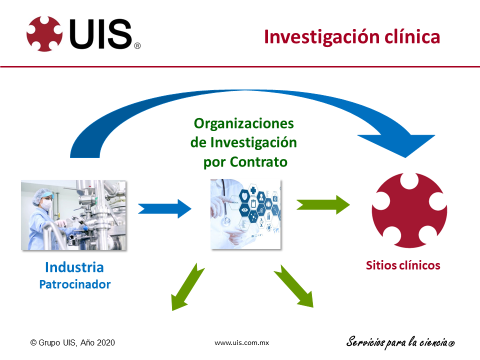 UIS®
Investigación clínica
Organizaciones
de Investigación
por Contrato
Industria
Patrocinador
Sitios clínicos
© Grupo UIS, Año 2020
www.uis.com.mx
Servicios para la ciencia®